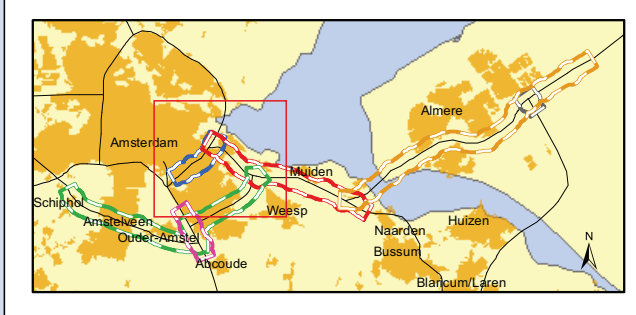 Almere
Amsterdam
Muiden
Schiphol
Weesp
Amstelveen
Huizen
Naarden
Ouder-Amstel
N
Bussum
Abcoude
Blaricum/Laren